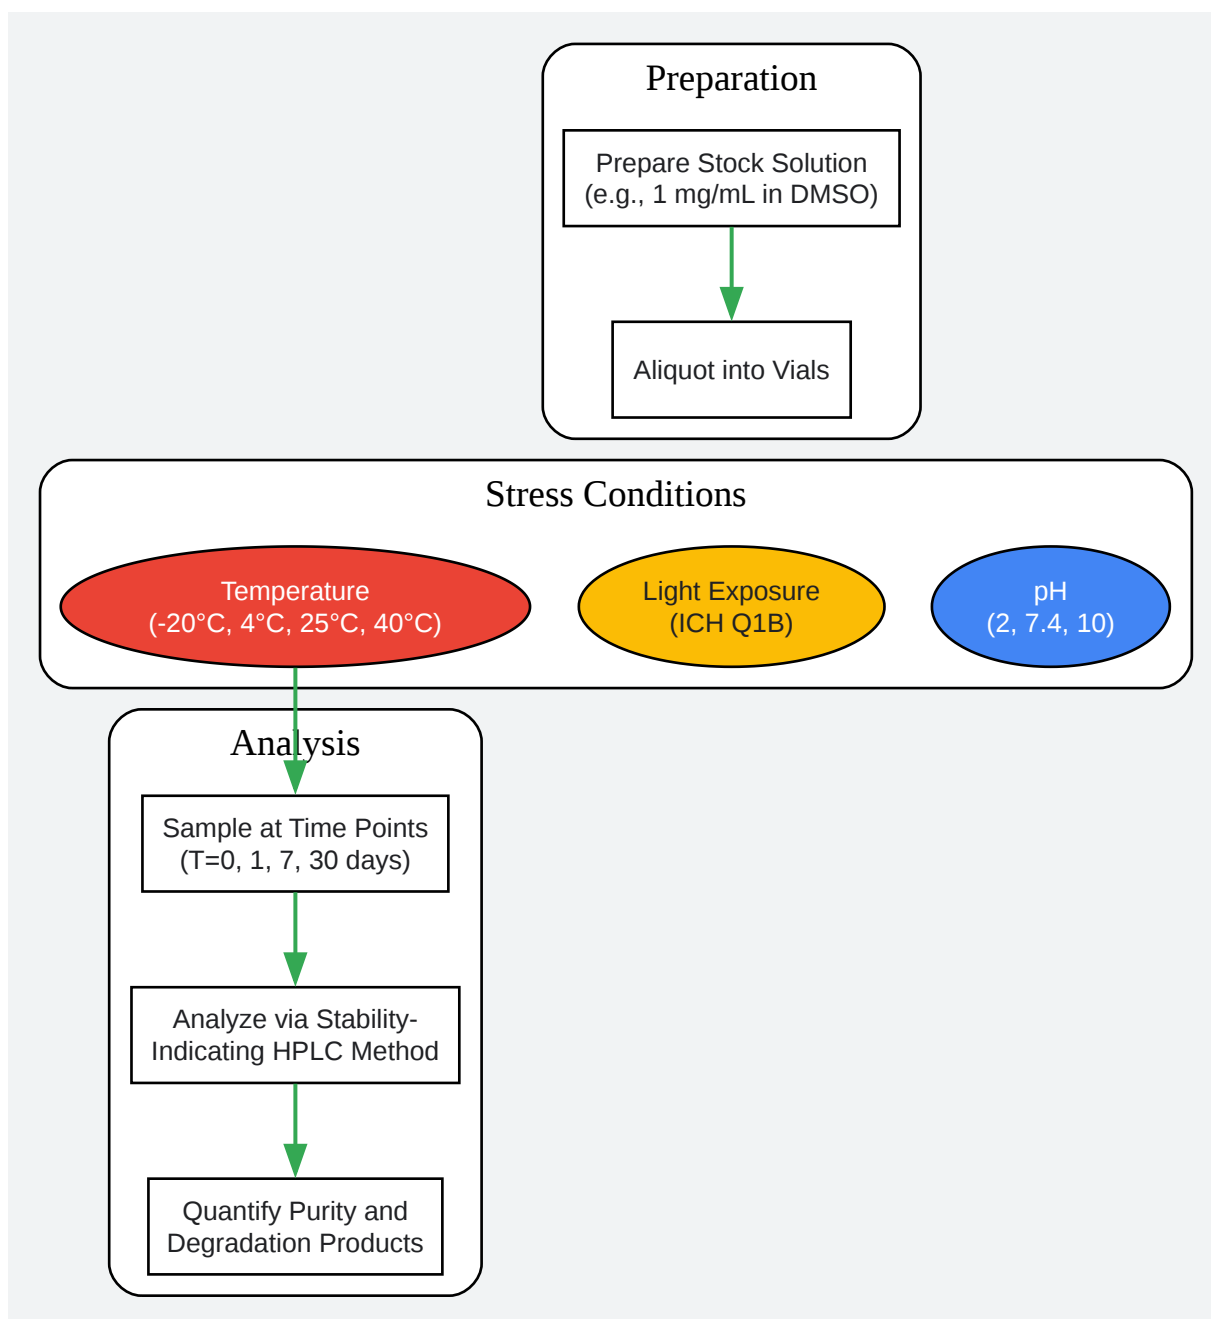 Preparation
Prepare Stock Solution
(e.g., 1 mg/mL in DMSO)
Aliquot into Vials
Stress Conditions
Temperature
(-20°C, 4°C, 25°C, 40°C)
Light Exposure
(ICH Q1B)
pH
(2, 7.4, 10)
Analysis
Sample at Time Points
(T=0, 1, 7, 30 days)
Analyze via Stability-
Indicating HPLC Method
Quantify Purity and
Degradation Products